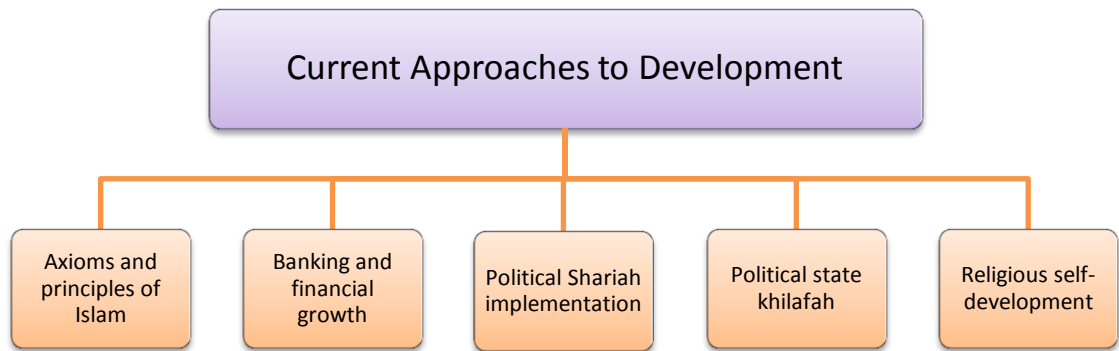 Current Approaches to Development
Axioms and
principles of
Islam
Banking and
financial
growth
Political Shariah
implementation
Political state
khilafah
Religious self-
development